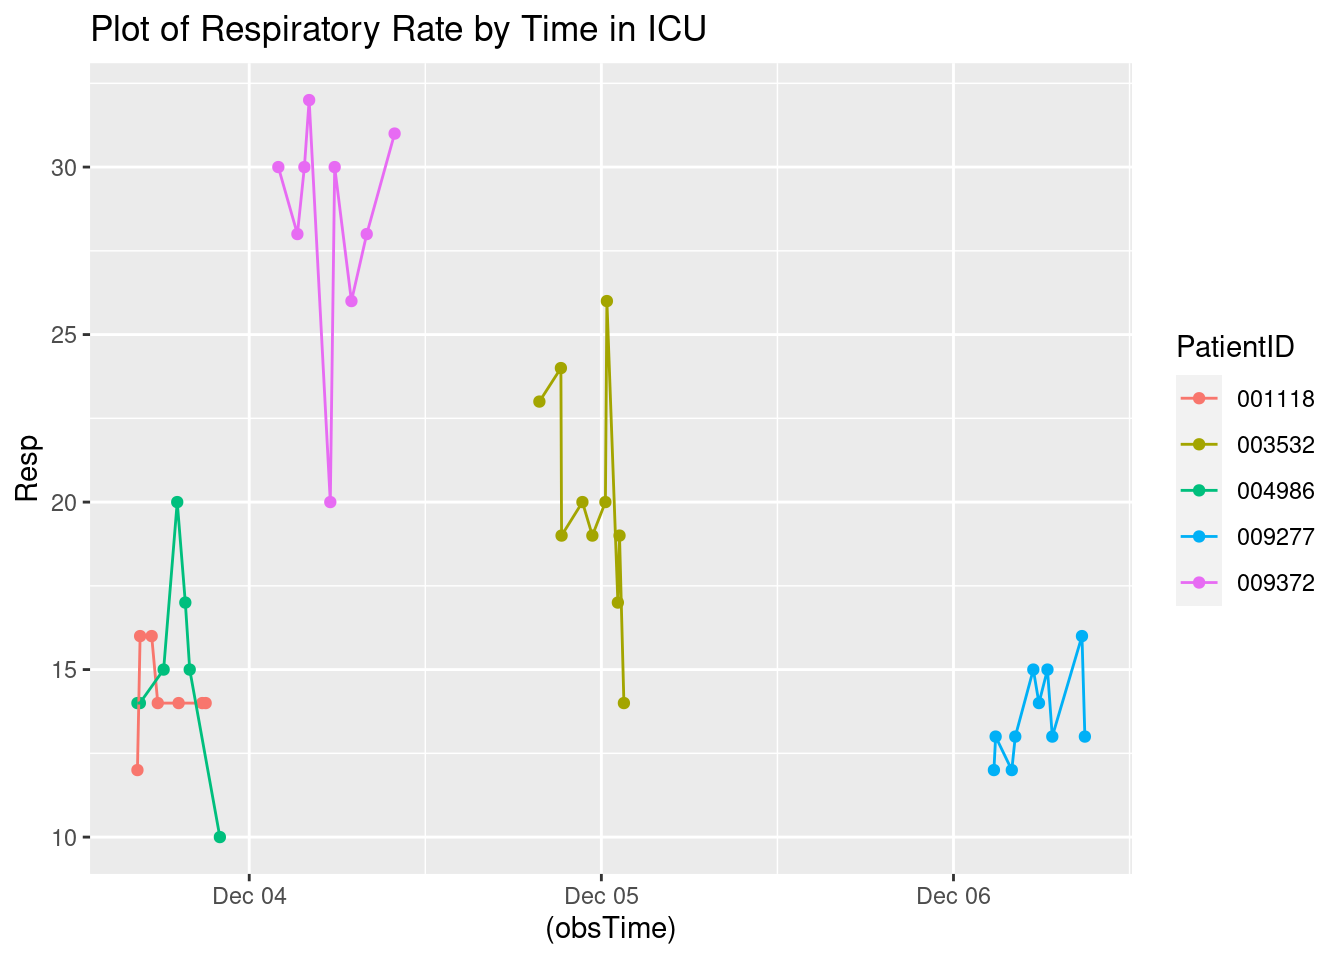 Plot of Respiratory Rate by Time in ICU
30
25
20
15
10
Resp
Dec 04
Dec 05
Dec 06
(obsTime)
PatientID
001118
003532
004986
009277
009372